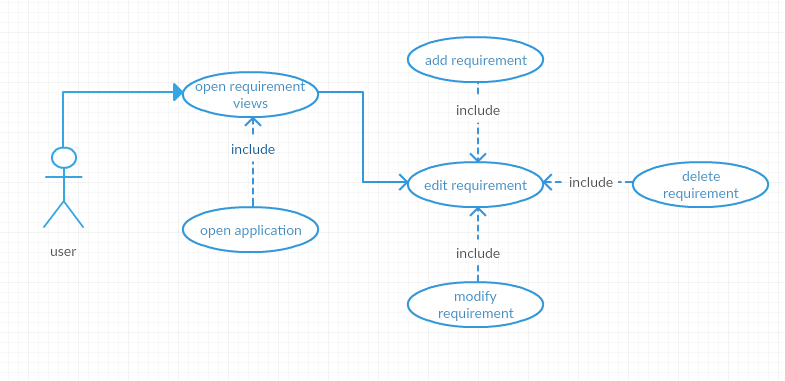 add requirement
open requirement
views
include
include
edit requirement
include
delete
requirement
open application
user
include
modify
requirement